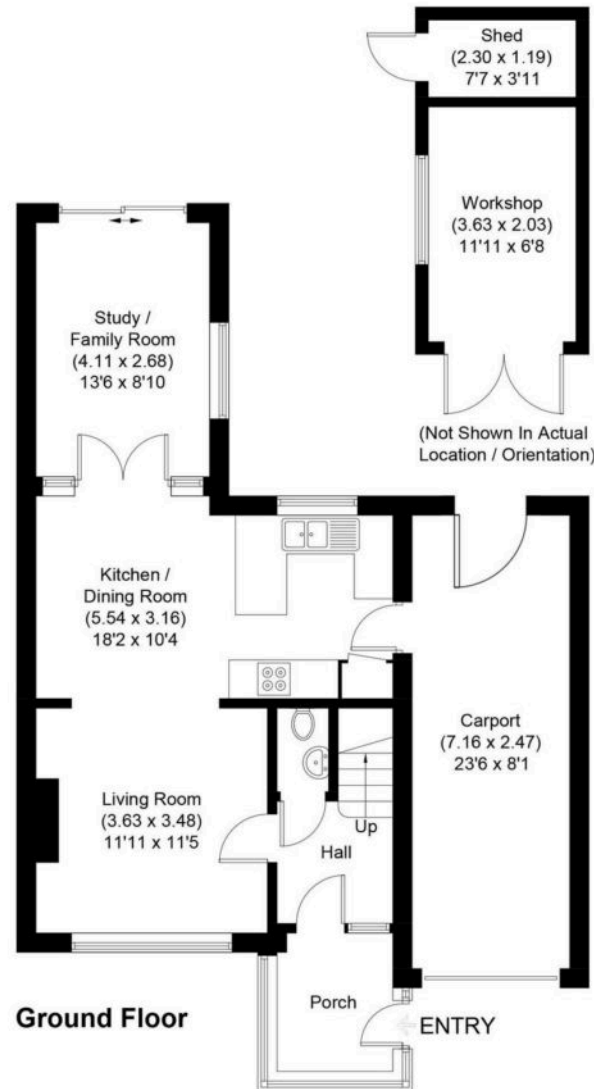 Shed
(2.30 x 1.19)
7'7 x 3'11
Workshop
(3.63 x 2.03)
11'11 x 6'8
(Not Shown In Actual
Location / Orientation)
Study /
Family Room
(4.11 x 2.68)
13'6 x 8'10
Kitchen /
Dining Room
(5.54 x 3.16)
18'2 x 10'4
Carport
(7.16 x 2.47)
23'6 x 8'1
Living Room
(3.63 x 3.48)
11'11 x 11'5
Up
Hall
Porch
ENTRY
Ground Floor